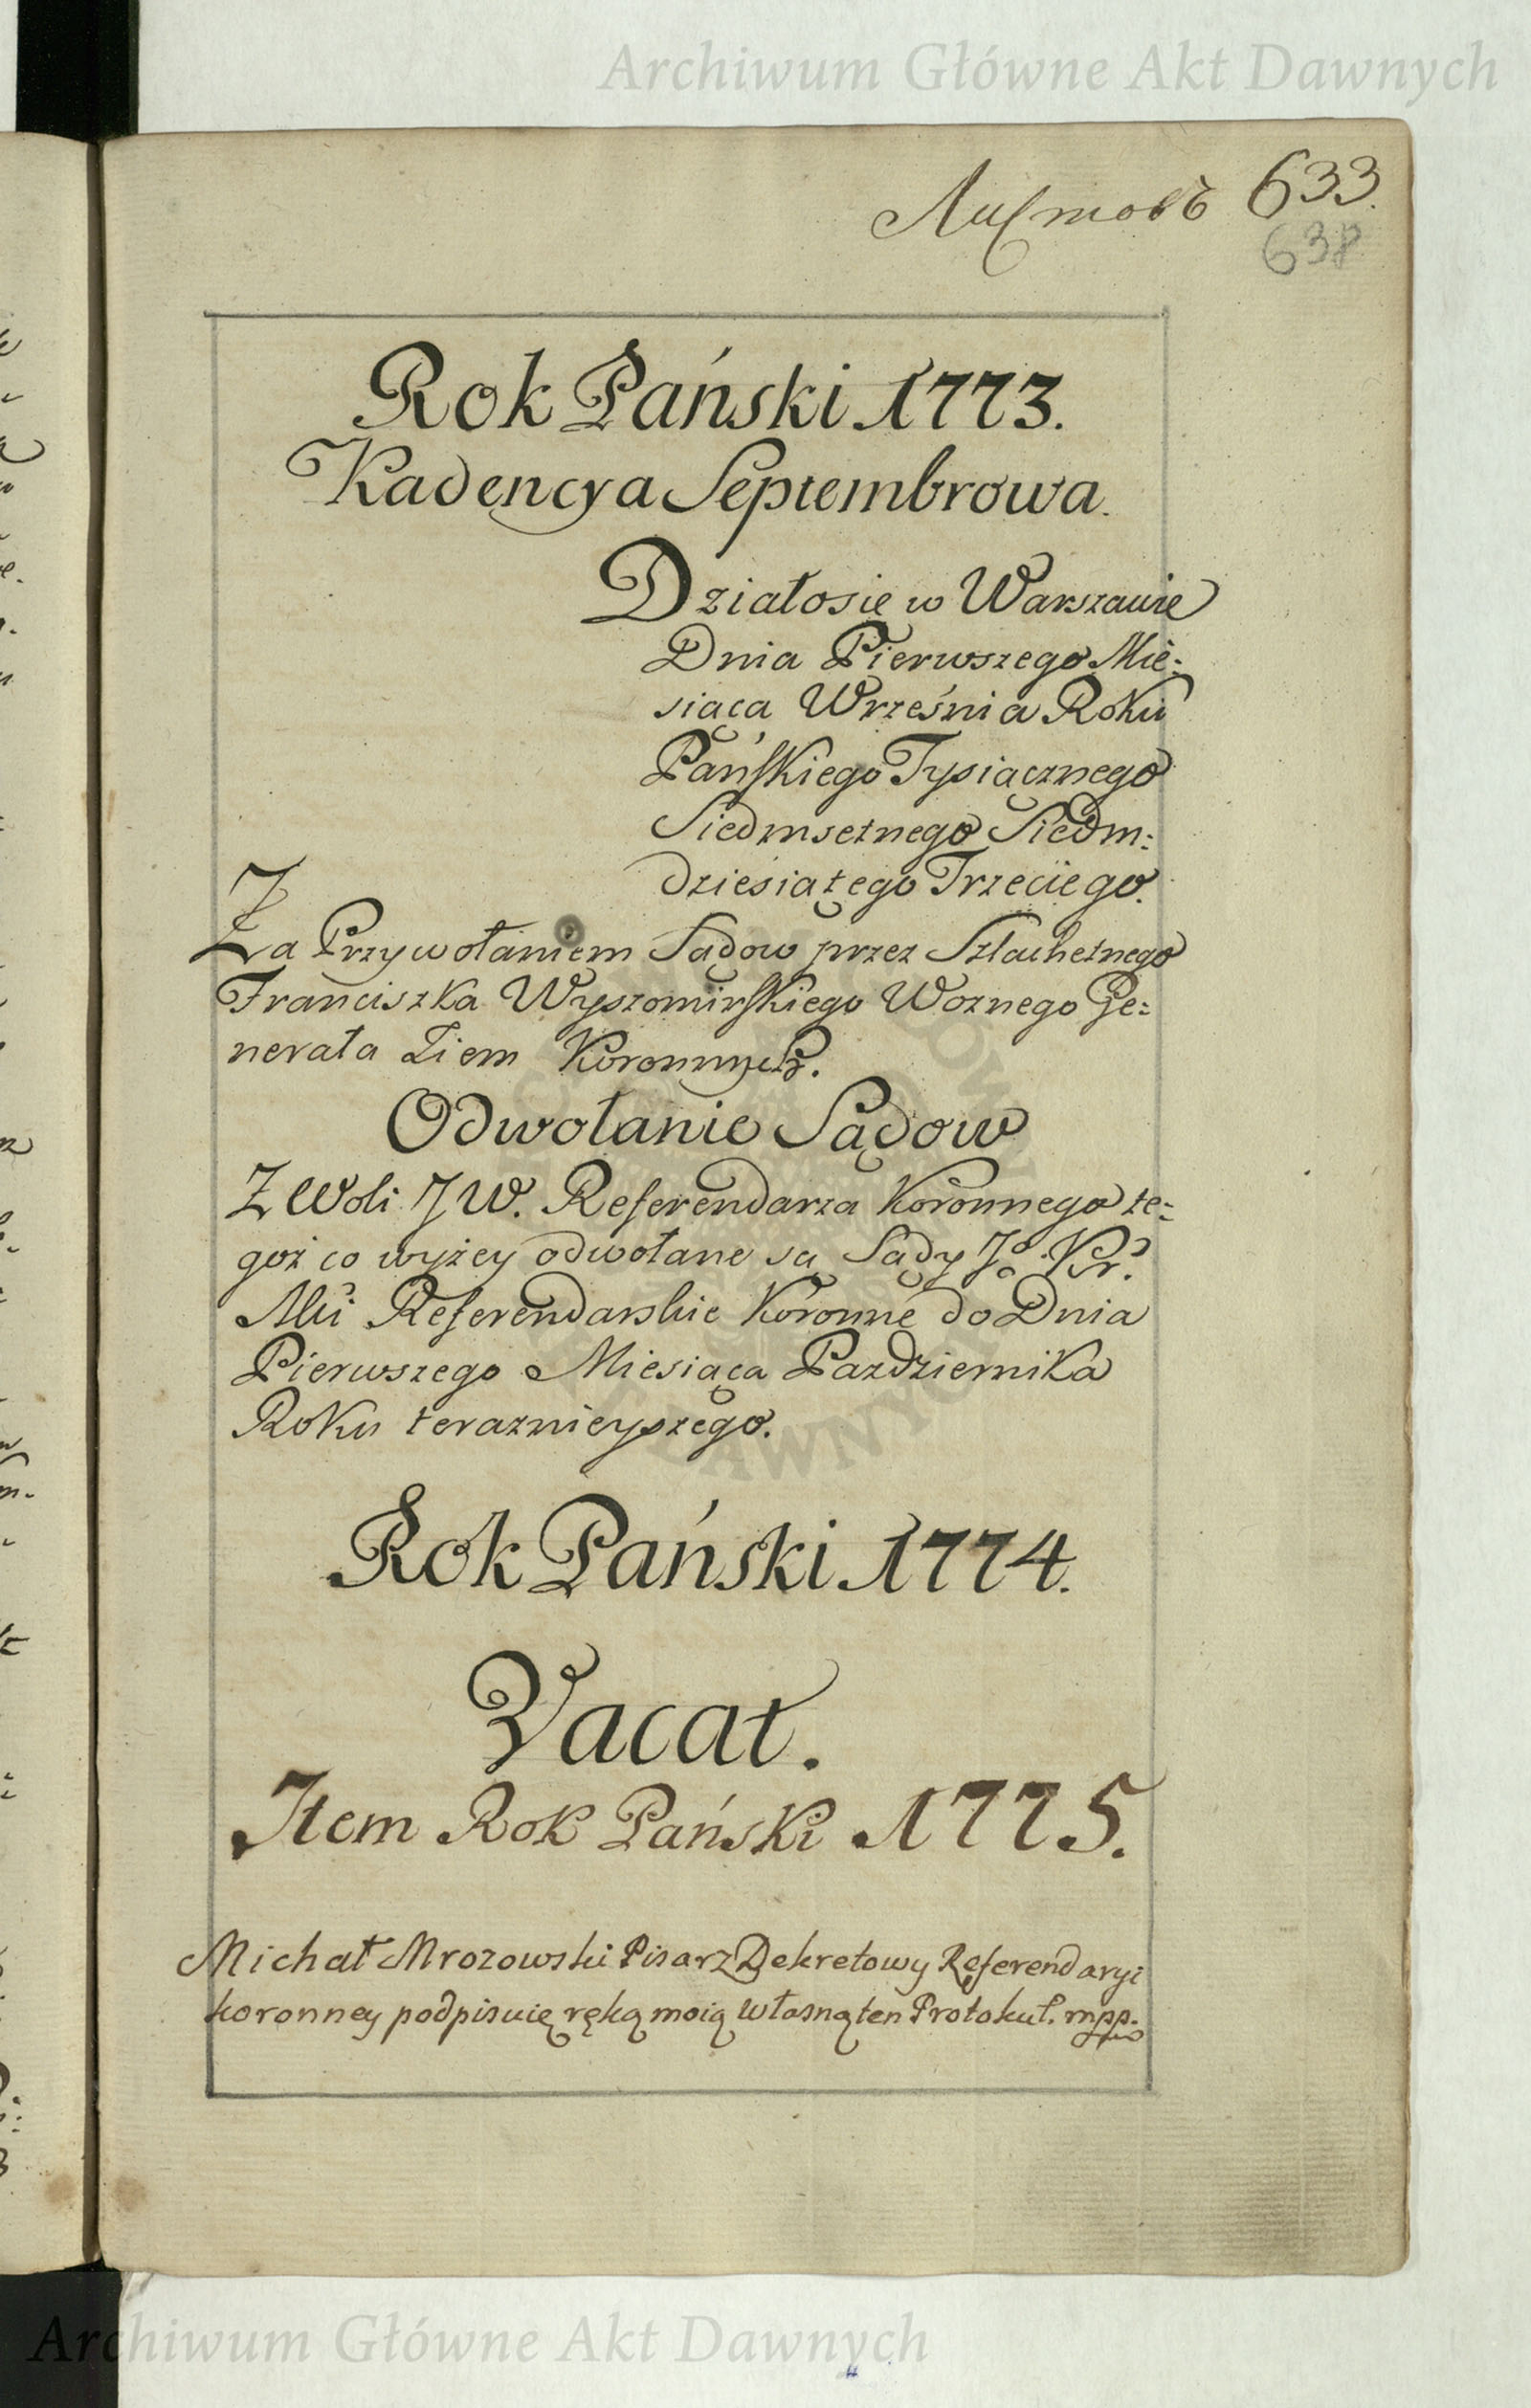 Archiwum Główne Akt Dawnych
Листовъ 633.
638
Rok Pański 1773.
Kadencya Septembrowa.
Działosię w Warszawie
Dnia Pierwszego Mie:
siąca Września Roku
Pańskiego Tysiącznego
Siedmsetnego Siedm:
dziesiątego Trzeciego.
Za Przywołaniem Sądow przez Szlachetnego
Franciszka Wyszomirskiego Woznego Ge:
nerała Ziem Koronnych.
Odwołanie Sądow
Z Woli JW. Referendarza Koronnego te:
goż co wyżey odwołane są Sądy Jo Kr.
Mci Referendarskie Koronne do Dnia
Pierwszego Miesiąca Pazdziernika
Roku teraznieyszego.
Rok Pański 1774.
Vacat.
Item Rok Pański 1775.
Michał Mrozowski Pisarz Dekretowy Referendaryi
koronney podpisuię ręką moią własną ten Protokuł. mpp.
Archiwum Główne Akt Dawnych